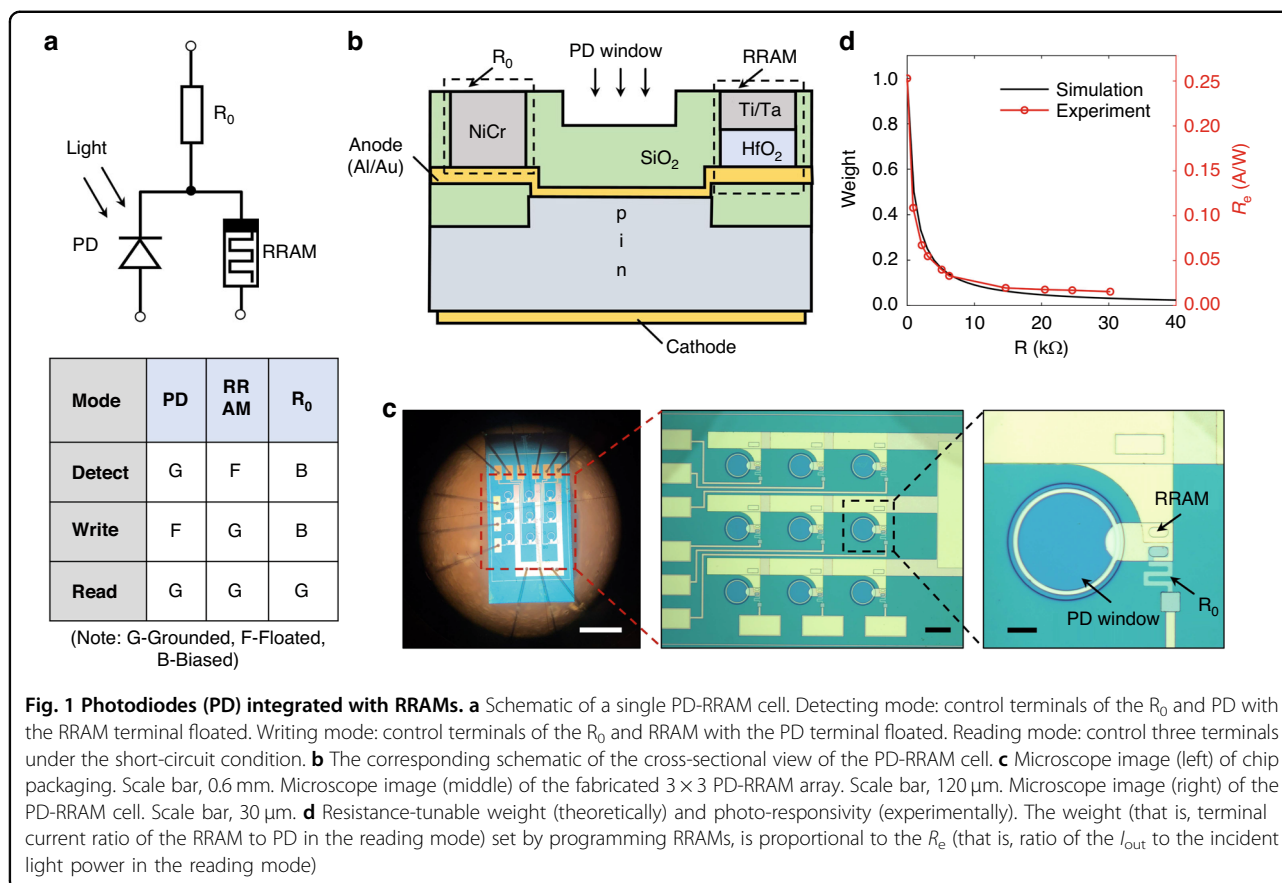 a
R0
Light
PD
RRAM
Mode PD RR AM R0
Detect G F B
Write F G B
Read G G G
(Note: G-Grounded, F-Floated,
B-Biased)
b
R0
PD window
RRAM
NiCr
Ti/Ta
HfO2
SiO2
Anode
(Al/Au)
p
i
n
Cathode
d
Simulation
Experiment
Weight
1.0
0.8
0.6
0.4
0.2
0.0
0.25
0.20
0.15
0.10
0.05
0.00
Re (A/W)
0 10 20 30 40
R (kΩ)
c
RRAM
PD window
R0
Fig. 1 Photodiodes (PD) integrated with RRAMs. a Schematic of a single PD-RRAM cell. Detecting mode: control terminals of the R0 and PD with
the RRAM terminal floated. Writing mode: control terminals of the R0 and RRAM with the PD terminal floated. Reading mode: control three terminals
under the short-circuit condition. b The corresponding schematic of the cross-sectional view of the PD-RRAM cell. c Microscope image (left) of chip
packaging. Scale bar, 0.6 mm. Microscope image (middle) of the fabricated 3 × 3 PD-RRAM array. Scale bar, 120 μm. Microscope image (right) of the
PD-RRAM cell. Scale bar, 30 μm. d Resistance-tunable weight (theoretically) and photo-responsivity (experimentally). The weight (that is, terminal
current ratio of the RRAM to PD in the reading mode) set by programming RRAMs, is proportional to the Re (that is, ratio of the Iout to the incident
light power in the reading mode)